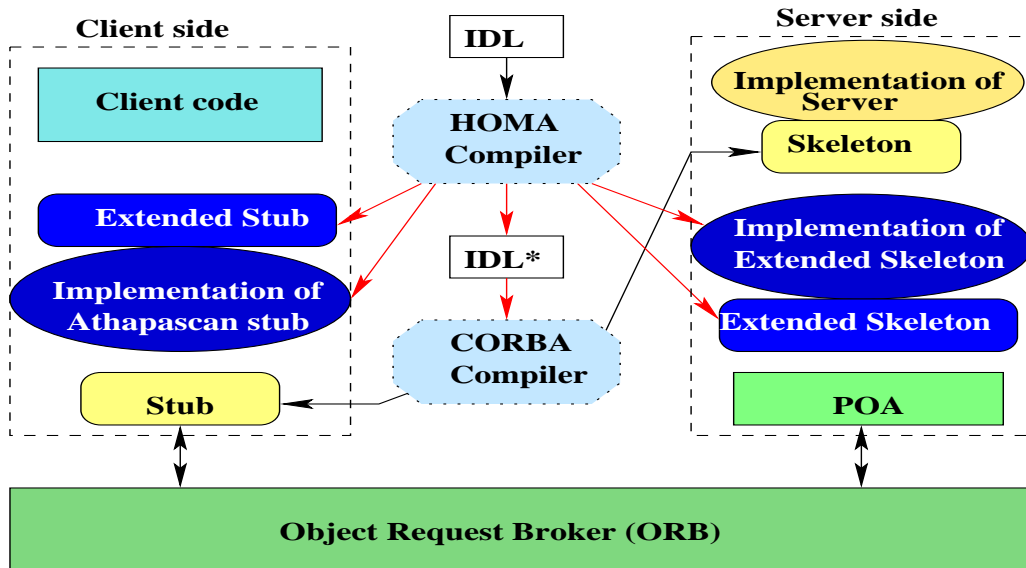 Client side
Client code
Extended Stub
Implementation of
Athapascan stub
Stub
IDL
HOMA
Compiler
IDL*
CORBA
Compiler
Server side
Implementation of
Server
Skeleton
Implementation of
Extended Skeleton
Extended Skeleton
POA
Object Request Broker (ORB)